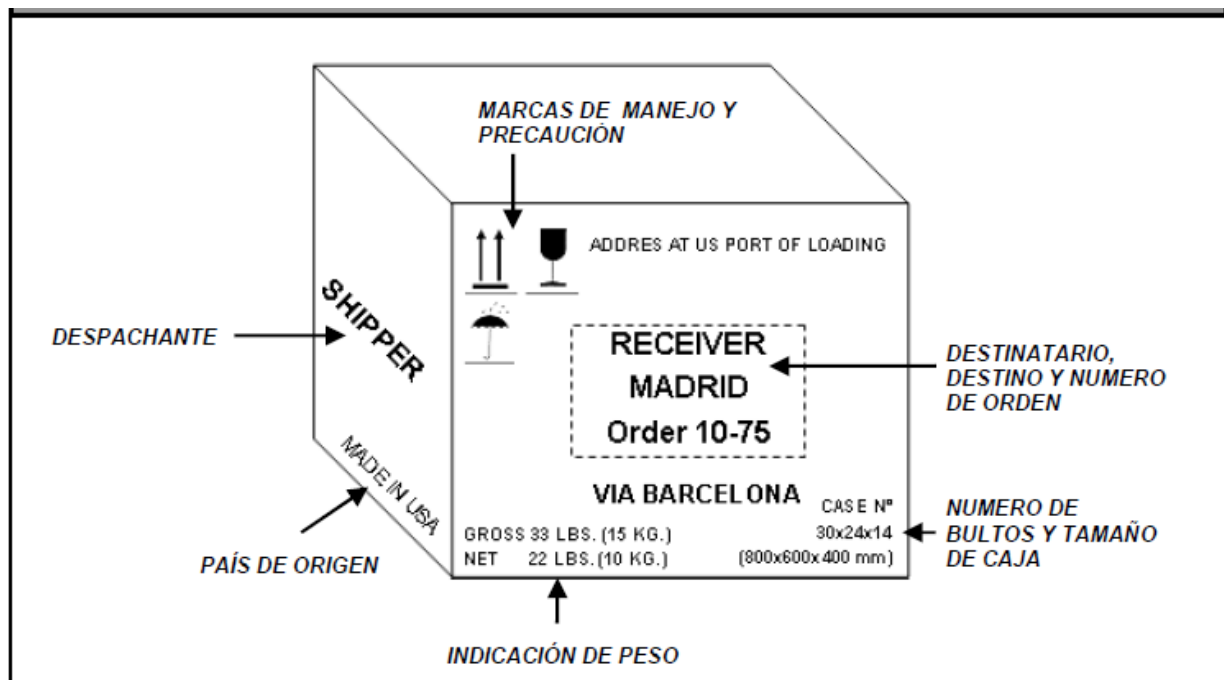 MARCAS DE MANEJO Y
PRECAUCIÓN
ADDRES AT US PORT OF LOADING
SHIPPER
DESPACHANTE
RECEIVER
MADRID
Order 10-75
DESTINATARIO,
DESTINO Y NUMERO
DE ORDEN
MADE IN USA
VIA BARCELONA
CASE Nº
GROSS 33 LBS. (15 KG.)
30x24x14
NET 22 LBS. (10 KG.)
(800x600x400 mm)
NUMERO DE
BULTOS Y TAMAÑO
DE CAJA
PAÍS DE ORIGEN
INDICACIÓN DE PESO